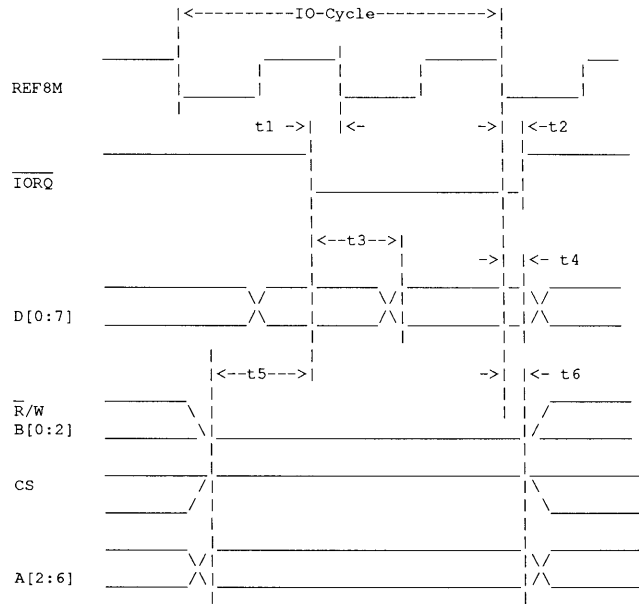 |<-------IO-Cycle------->|
REF8M
t1 ->| |<- ->| |<-t2
IORQ
|<--t3-->|
->| |<- t4
D[0:7]
|<--t5--->|
->| |<- t6
R/W
B[0:2]
CS
A[2:6]